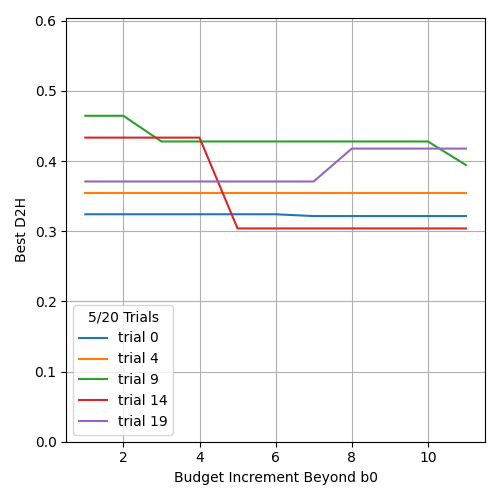 0.6
0.5
0.4
0.3
0.2
0.1
0.0
Best D2H
5/20 Trials
trial 0
trial 4
trial 9
trial 14
trial 19
2 4 6 8 10
Budget Increment Beyond b0